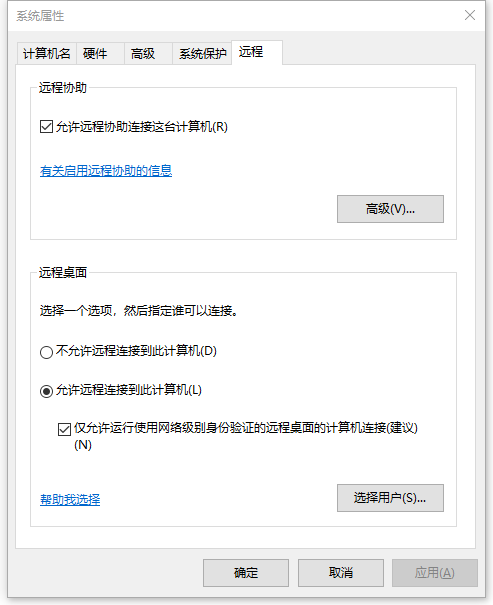 系统属性
计算机名 硬件 高级 系统保护 远程
远程协助
允许远程协助连接这台计算机(R)
有关启用远程协助的信息
高级(V)...
远程桌面
选择一个选项，然后指定谁可以连接。
不允许远程连接到此计算机(D)
允许远程连接到此计算机(L)
仅允许运行使用网络级别身份验证的远程桌面的计算机连接(建议)
(N)
帮助我选择
选择用户(S)...
确定 取消 应用(A)